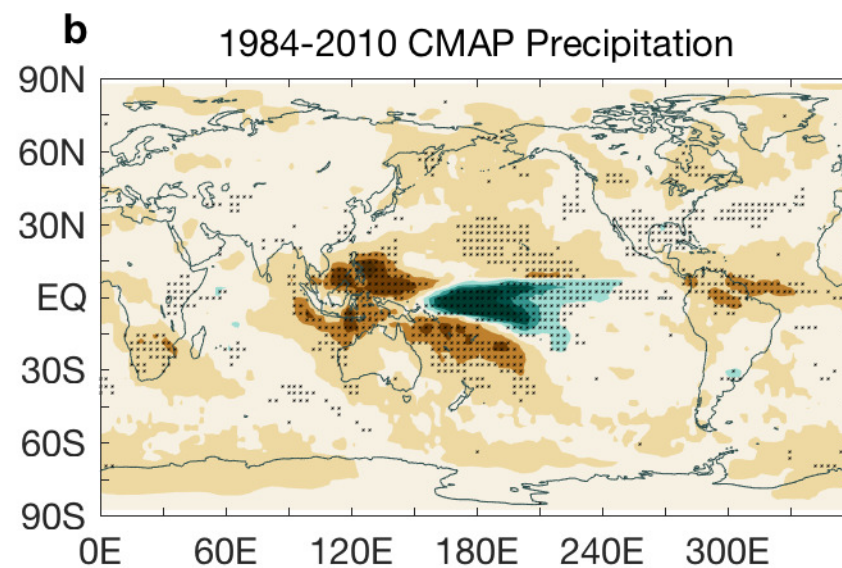 b
1984-2010 CMAP Precipitation
90N
60N
30N
EQ
30S
60S
90S
0E 60E 120E 180E 240E 300E